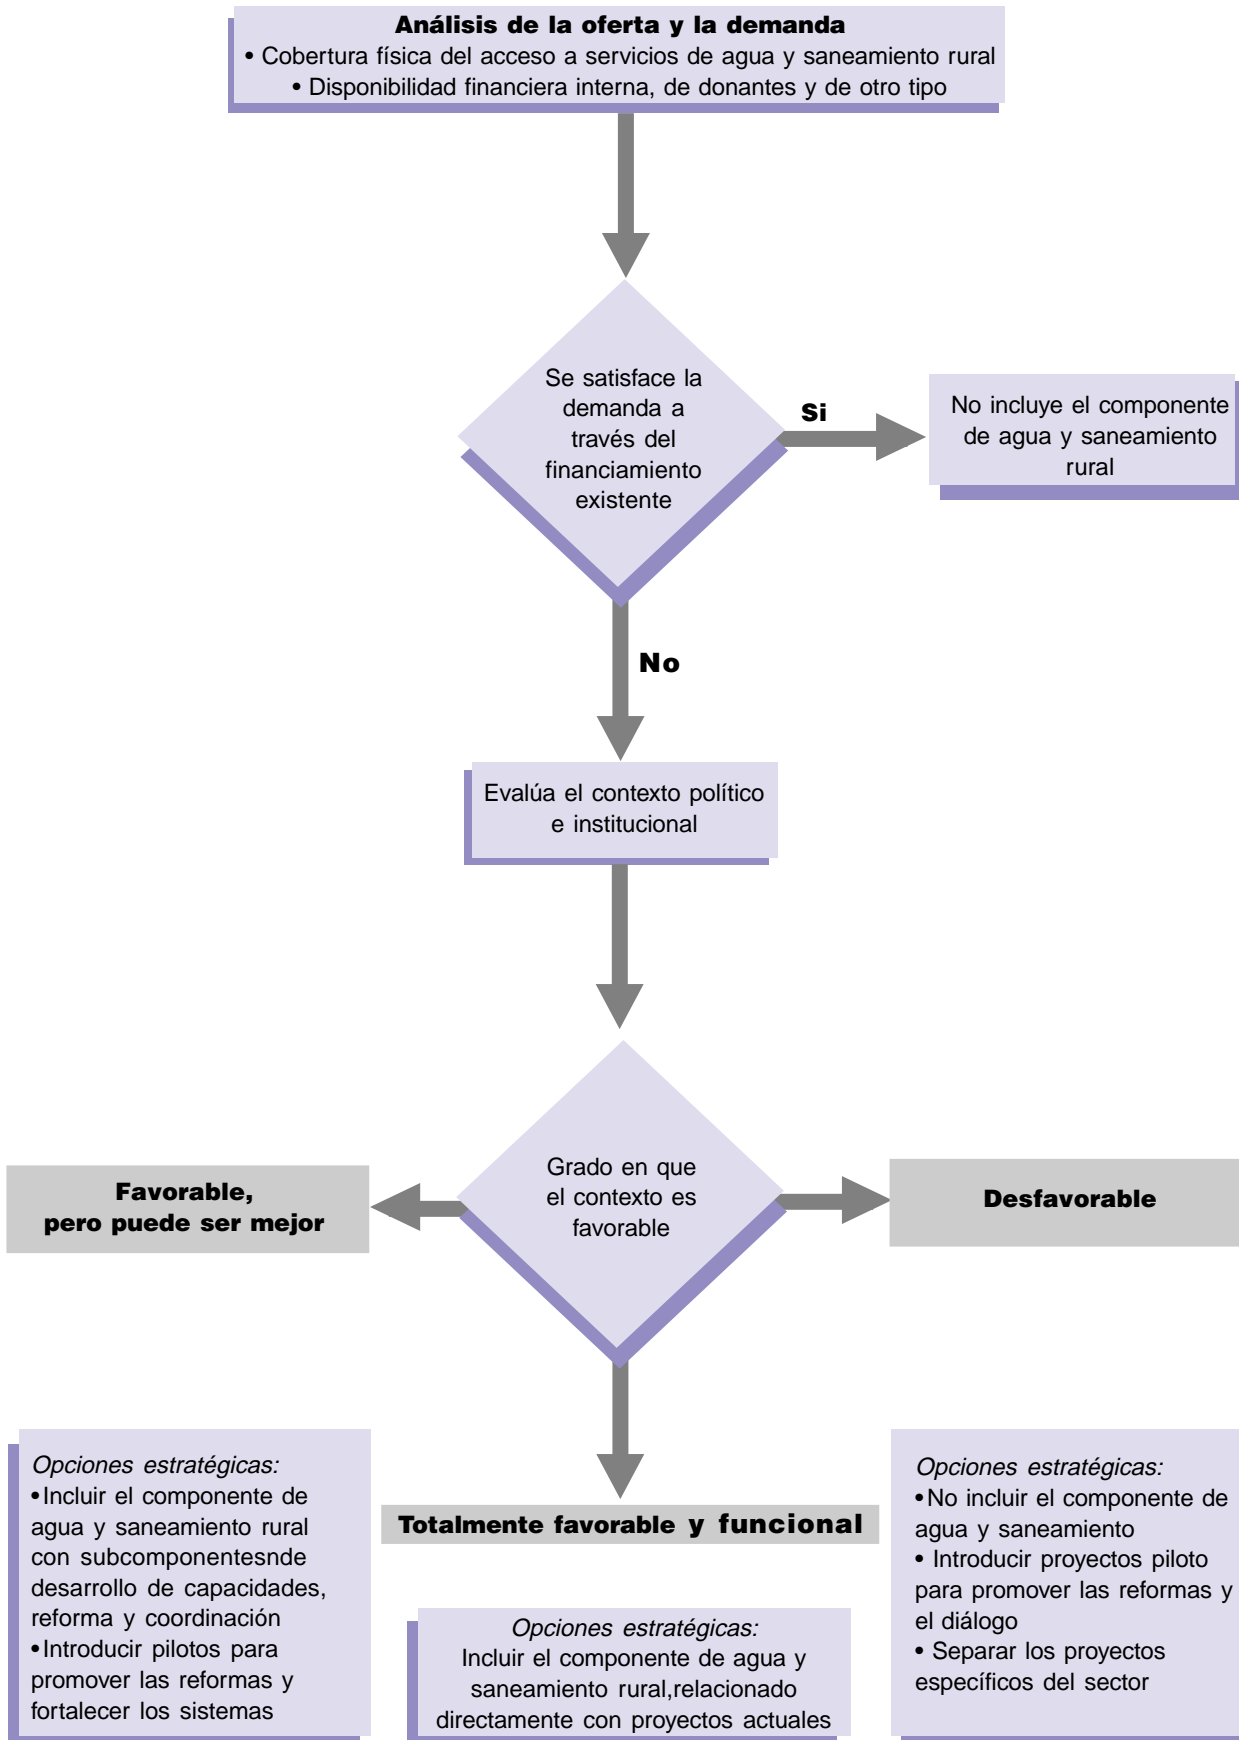 Análisis de la oferta y la demanda
• Cobertura física del acceso a servicios de agua y saneamiento rural
• Disponibilidad financiera interna, de donantes y de otro tipo
Se satisface la
demanda a
través del
financiamiento
existente
Si
No incluye el componente
de agua y saneamiento
rural
No
Evalúa el contexto político
e institucional
Grado en que
el contexto es
favorable
Favorable,
pero puede ser mejor
Desfavorable
Totalmente favorable y funcional
Opciones estratégicas:
•Incluir el componente de
agua y saneamiento rural
con subcomponentesnde
desarrollo de capacidades,
reforma y coordinación
•Introducir pilotos para
promover las reformas y
fortalecer los sistemas
Opciones estratégicas:
Incluir el componente de agua y
saneamiento rural,relacionado
directamente con proyectos actuales
Opciones estratégicas:
•No incluir el componente de
agua y saneamiento
• Introducir proyectos piloto
para promover las reformas y
el diálogo
• Separar los proyectos
específicos del sector